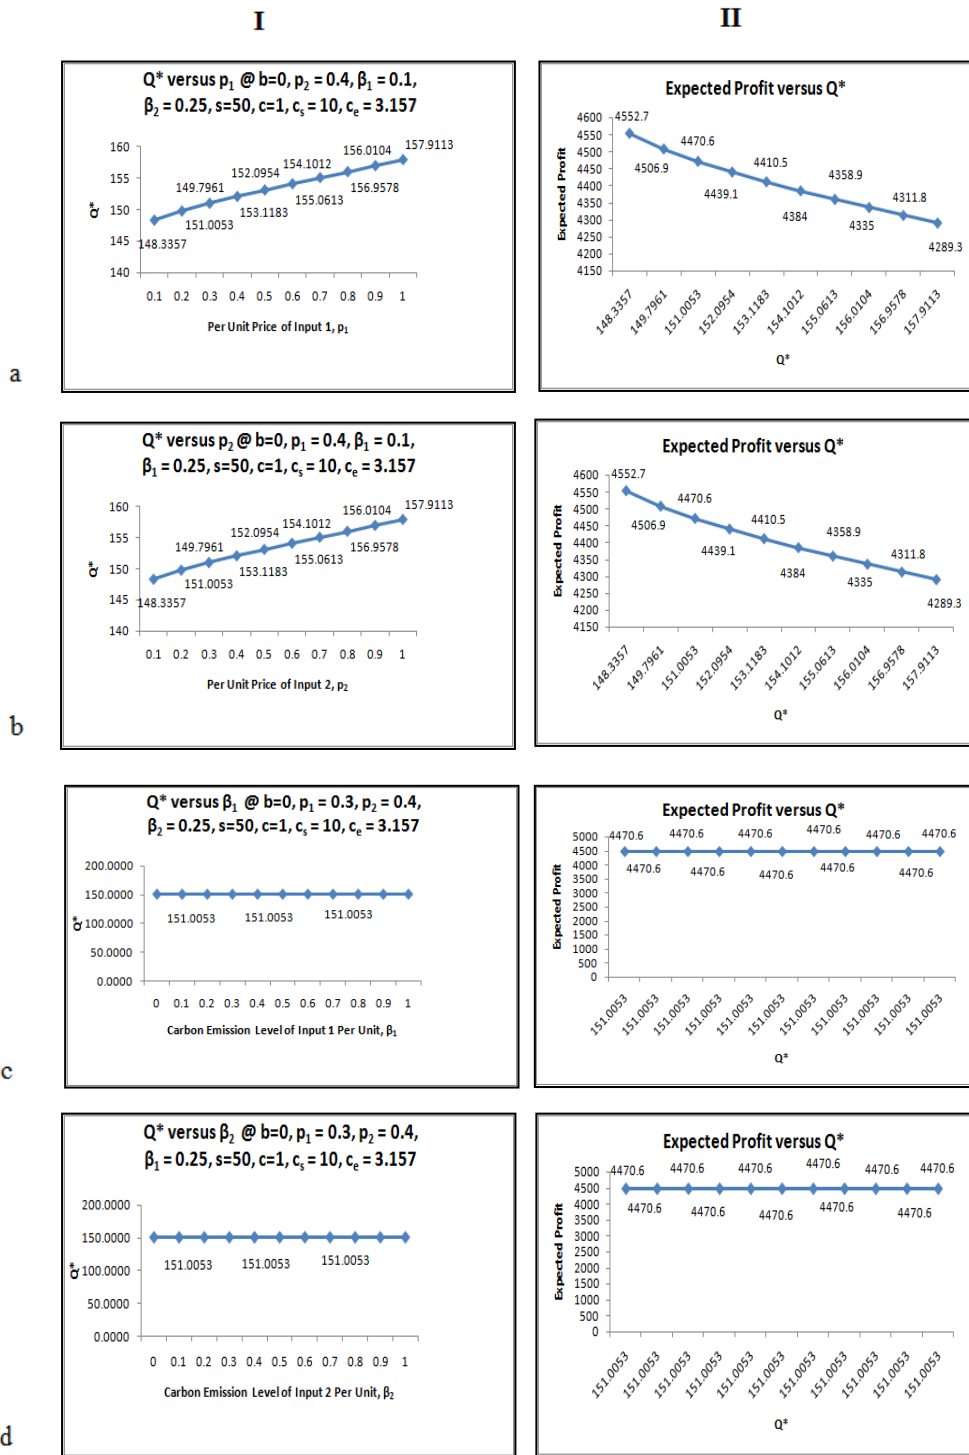 I
II
Q* versus p₁ @ b=0, p₂ = 0.4, β₁ = 0.1,
β₂ = 0.25, s=50, c=1, cₛ = 10, cₑ = 3.157
160
155
150
145
140
Q*
148.3357
149.7961
151.0053
152.0954
153.1183
154.1012
155.0613
156.0104
156.9578
157.9113
0.1 0.2 0.3 0.4 0.5 0.6 0.7 0.8 0.9 1
Per Unit Price of Input 1, p₁
Expected Profit versus Q*
4600
4550
4500
4450
4400
4350
4300
4250
4200
4150
Expected Profit
4552.7
4506.9
4470.6
4439.1
4410.5
4384
4358.9
4335
4311.8
4289.3
148.3357 149.7961 151.0053 152.0954 153.1183 154.1012 155.0613 156.0104 156.9578 157.9113
Q*
a
Q* versus p₂ @ b=0, p₁ = 0.4, β₁ = 0.1,
β₁ = 0.25, s=50, c=1, cₛ = 10, cₑ = 3.157
160
155
150
145
140
Q*
148.3357
149.7961
151.0053
152.0954
153.1183
154.1012
155.0613
156.0104
156.9578
157.9113
0.1 0.2 0.3 0.4 0.5 0.6 0.7 0.8 0.9 1
Per Unit Price of Input 2, p₂
Expected Profit versus Q*
4600
4550
4500
4450
4400
4350
4300
4250
4200
4150
Expected Profit
4552.7
4506.9
4470.6
4439.1
4410.5
4384
4358.9
4335
4311.8
4289.3
148.3357 149.7961 151.0053 152.0954 153.1183 154.1012 155.0613 156.0104 156.9578 157.9113
Q*
b
Q* versus β₁ @ b=0, p₁ = 0.3, p₂ = 0.4,
β₂ = 0.25, s=50, c=1, cₛ = 10, cₑ = 3.157
200.0000
150.0000
100.0000
50.0000
0.0000
Q*
151.0053 151.0053 151.0053
0 0.1 0.2 0.3 0.4 0.5 0.6 0.7 0.8 0.9 1
Carbon Emission Level of Input 1 Per Unit, β₁
Expected Profit versus Q*
5000
4500
4000
3500
3000
2500
2000
1500
1000
500
0
Expected Profit
4470.6 4470.6 4470.6 4470.6 4470.6 4470.6
4470.6 4470.6 4470.6 4470.6 4470.6
151.0053 151.0053 151.0053 151.0053 151.0053 151.0053 151.0053 151.0053 151.0053 151.0053 151.0053
Q*
c
Q* versus β₂ @ b=0, p₁ = 0.3, p₂ = 0.4,
β₁ = 0.25, s=50, c=1, cₛ = 10, cₑ = 3.157
200.0000
150.0000
100.0000
50.0000
0.0000
Q*
151.0053 151.0053 151.0053
0 0.1 0.2 0.3 0.4 0.5 0.6 0.7 0.8 0.9 1
Carbon Emission Level of Input 2 Per Unit, β₂
Expected Profit versus Q*
5000
4500
4000
3500
3000
2500
2000
1500
1000
500
0
Expected Profit
4470.6 4470.6 4470.6 4470.6 4470.6 4470.6
4470.6 4470.6 4470.6 4470.6 4470.6
151.0053 151.0053 151.0053 151.0053 151.0053 151.0053 151.0053 151.0053 151.0053 151.0053 151.0053
Q*
d